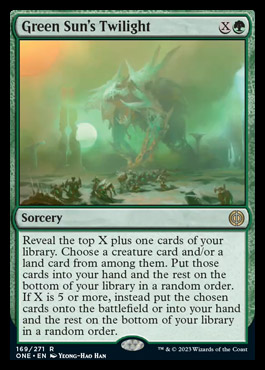 Green Sun's Twilight X
Sorcery
Reveal the top X plus one cards of your
library. Choose a creature card and/or a
land card from among them. Put those
cards into your hand and the rest on the
bottom of your library in a random order.
If X is 5 or more, instead put the chosen
cards onto the battlefield or into your hand
and the rest on the bottom of your library
in a random order.
169/271 R
ONE • EN Yeong-Hao Han
™ & © 2023 Wizards of the Coast